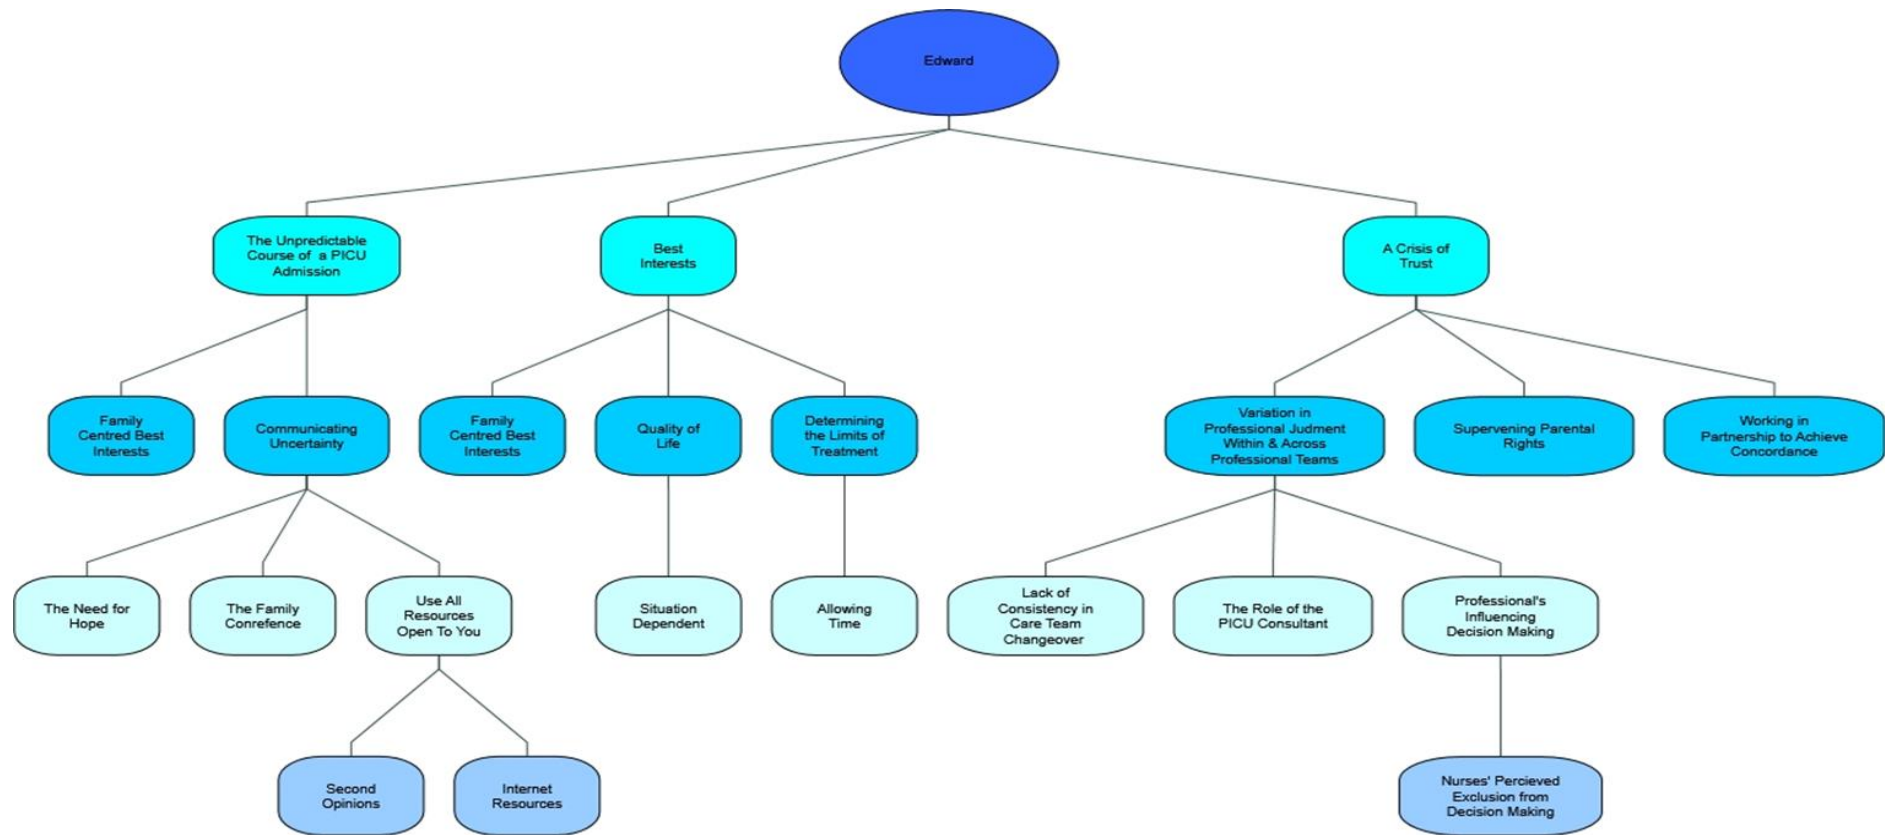 Edward
The Unpredictable
Course of a PICU
Admission
Best
Interests
A Crisis of
Trust
Family
Centred Best
Interests
Communicating
Uncertainty
Family
Centred Best
Interests
Quality of
Life
Determining
the Limits of
Treatment
Variation in
Professional Judgment
Within & Across
Professional Teams
Supervening Parental
Rights
Working in
Partnership to Achieve
Concordance
The Need for
Hope
The Family
Conrefence
Use All
Resources
Open To You
Situation
Dependent
Allowing
Time
Lack of
Consistency in
Care Team
Changeover
The Role of the
PICU Consultant
Professional's
Influencing
Decision Making
Second
Opinions
Internet
Resources
Nurses' Percieved
Exclusion from
Decision Making